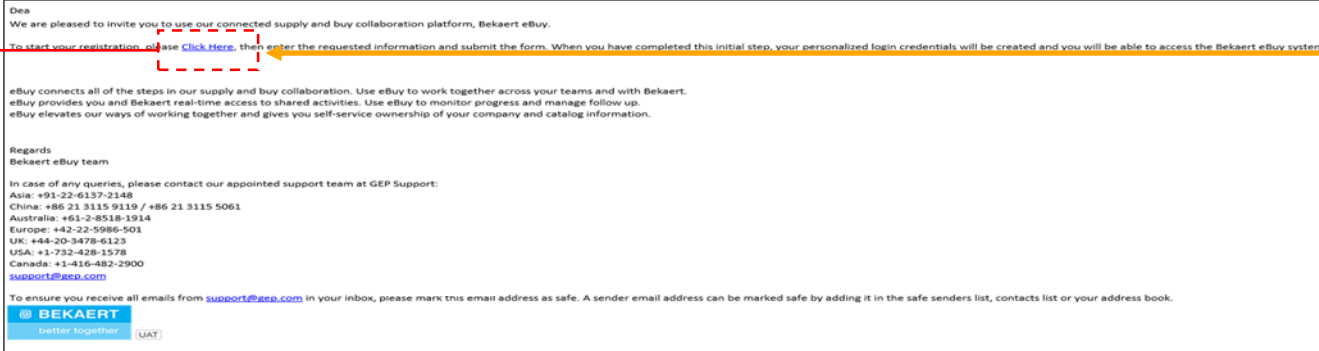 Dea
We are pleased to invite you to use our connected supply and buy collaboration platform, Bekaert eBuy.
To start your registration, please Click Here, then enter the requested information and submit the form. When you have completed this initial step, your personalized login credentials will be created and you will be able to access the Bekaert eBuy system
eBuy connects all of the steps in our supply and buy collaboration. Use eBuy to work together across your teams and with Bekaert.
eBuy provides you and Bekaert real-time access to shared activities. Use eBuy to monitor progress and manage follow up.
eBuy elevates our ways of working together and gives you self-service ownership of your company and catalog information.
Regards
Bekaert eBuy team
In case of any queries, please contact our appointed support team at GEP Support:
Asia: +91-22-6137-2148
China: +86 21 3115 9119 / +86 21 3115 5061
Australia: +61-2-8518-1914
Europe: +42-22-5986-501
UK: +44-20-3478-6123
USA: +1-732-428-1578
Canada: +1-416-482-2900
support@gep.com
To ensure you receive all emails from support@gep.com in your inbox, please mark this email address as safe. A sender email address can be marked safe by adding it in the safe senders list, contacts list or your address book.
BEKAERT
better together
UAT